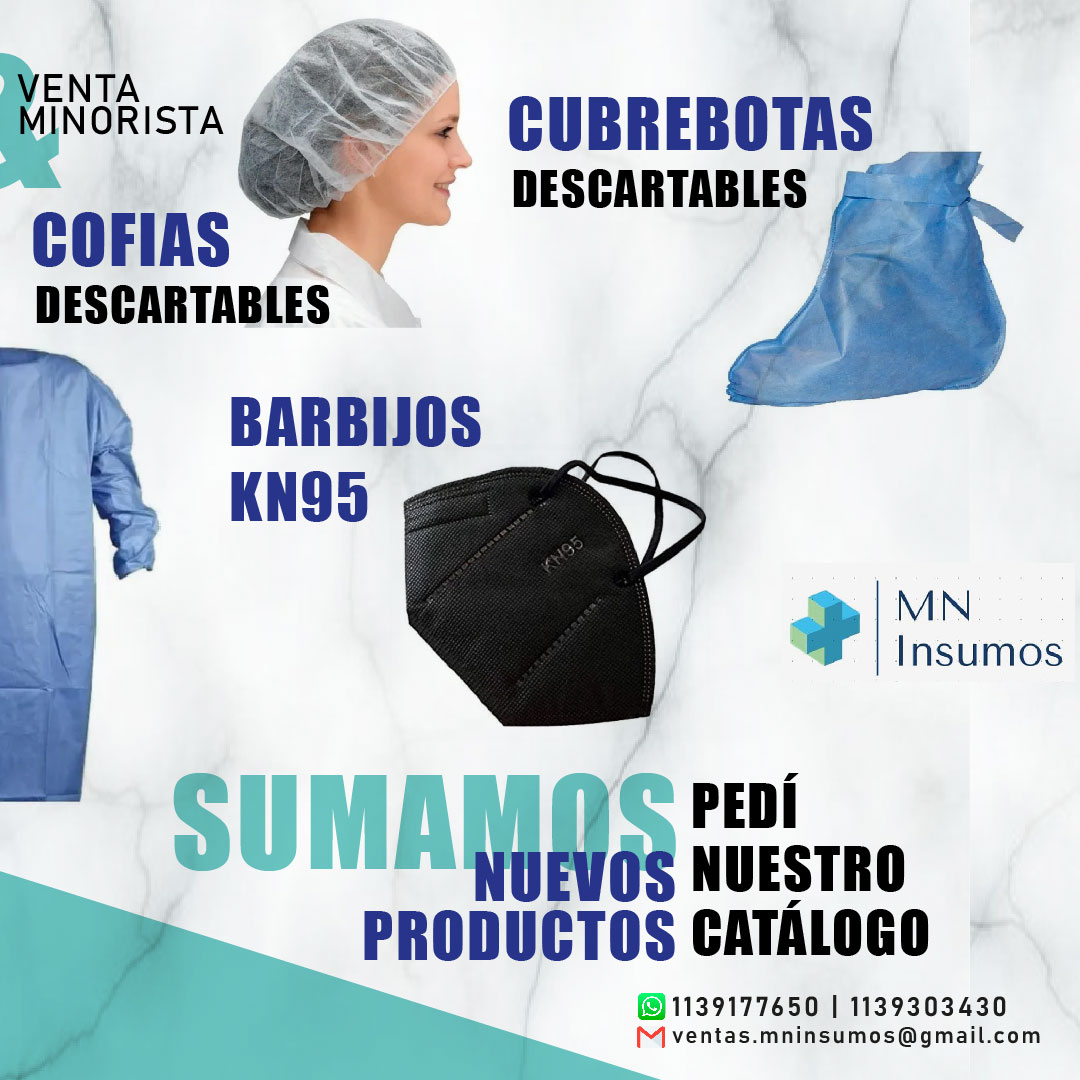 &
VENTA
MINORISTA
COFIAS
DESCARTABLES
CUBREBOTAS
DESCARTABLES
BARBIJOS
KN95
KN95
MN
Insumos
SUMAMOS
NUEVOS
PRODUCTOS
PEDÍ
NUESTRO
CATÁLOGO
1139177650 | 1139303430
ventas.mninsumos@gmail.com